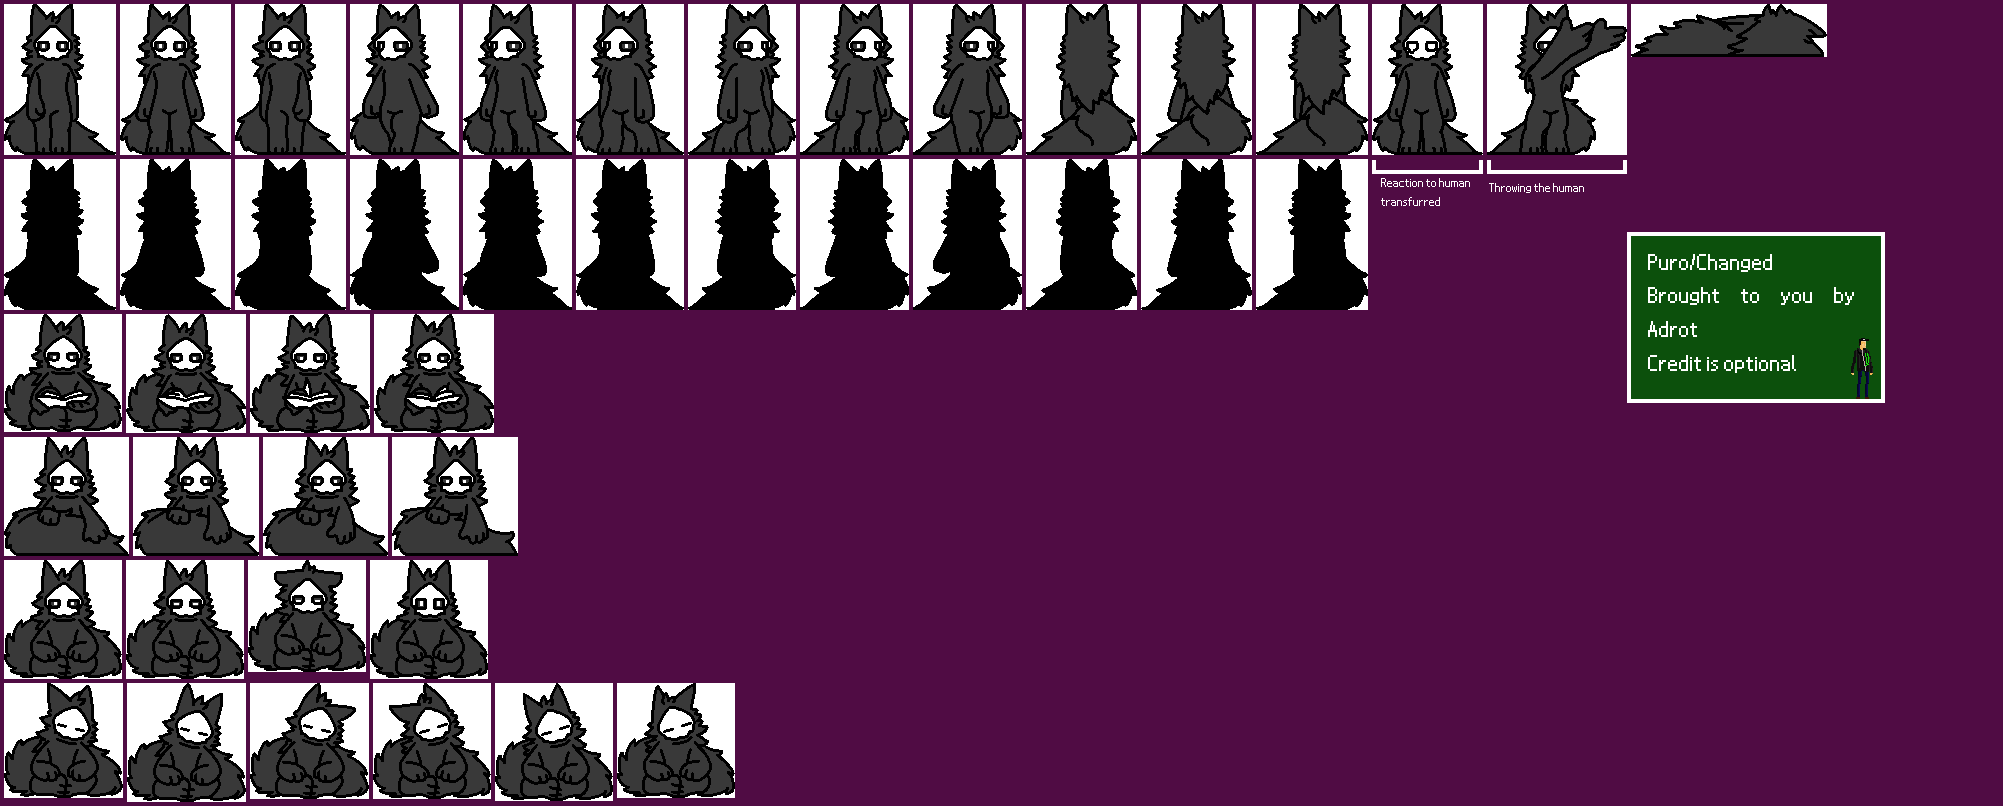 Reaction to human
transfurred
Throwing the human
Puro/Changed
Brought to you by
Adrot
Credit is optional